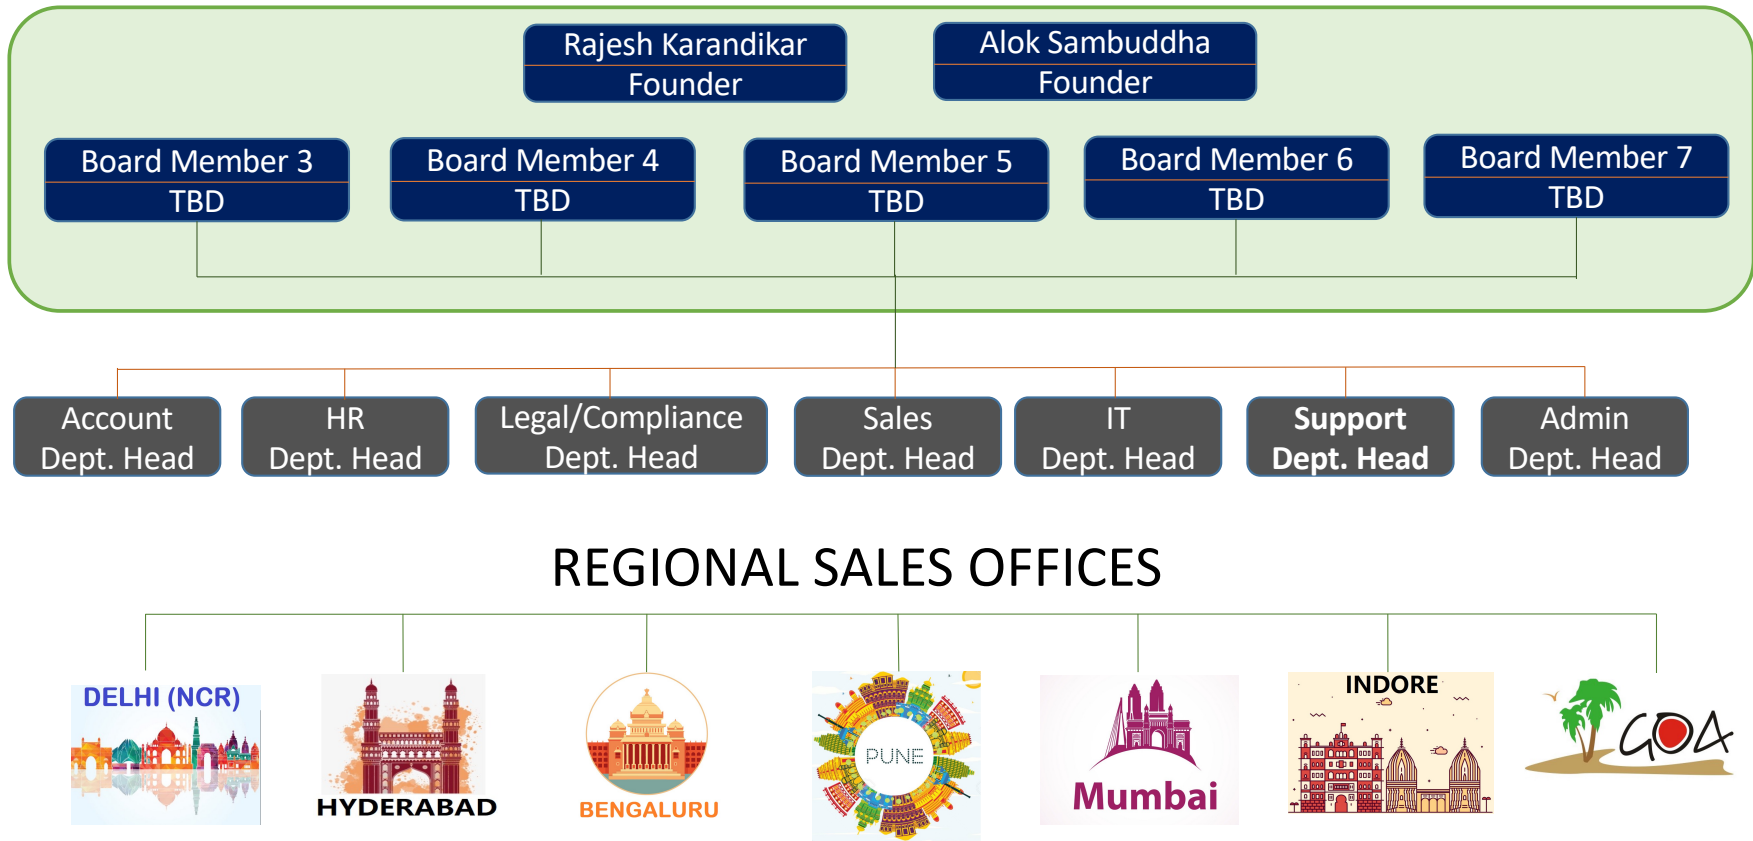 Rajesh Karandikar
Founder
Alok Sambuddha
Founder
Board Member 3
TBD
Board Member 4
TBD
Board Member 5
TBD
Board Member 6
TBD
Board Member 7
TBD
Account
Dept. Head
HR
Dept. Head
Legal/Compliance
Dept. Head
Sales
Dept. Head
IT
Dept. Head
Support
Dept. Head
Admin
Dept. Head
REGIONAL SALES OFFICES
DELHI (NCR)
HYDERABAD
BENGALURU
PUNE
Mumbai
INDORE
GOA